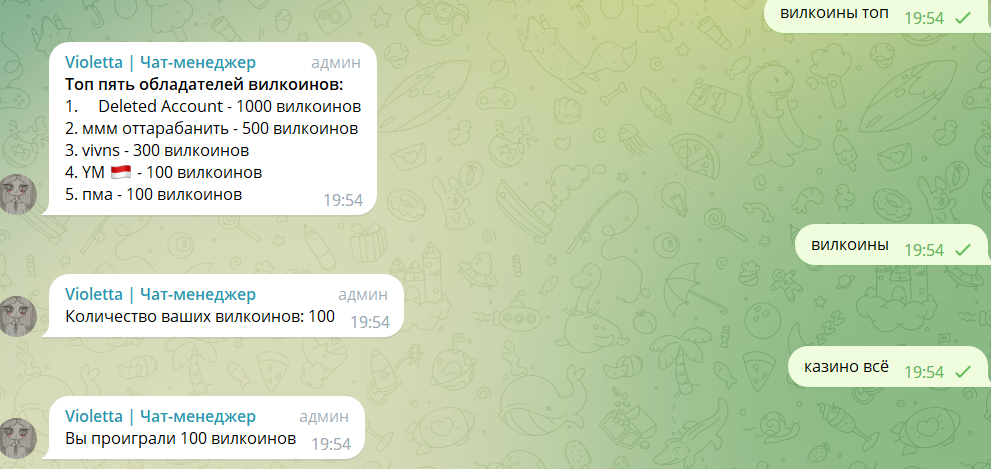 вилкоины топ 19:54
Violetta | Чат-менеджер админ
Топ пять обладателей вилкоинов:
1. Deleted Account - 1000 вилкоинов
2. ммм оттарабанить - 500 вилкоинов
3. vivns - 300 вилкоинов
4. YM 🇮🇩 - 100 вилкоинов
5. пма - 100 вилкоинов
19:54
вилкоины 19:54
Violetta | Чат-менеджер админ
Количество ваших вилкоинов: 100 19:54
казино всё 19:54
Violetta | Чат-менеджер админ
Вы проиграли 100 вилкоинов 19:54